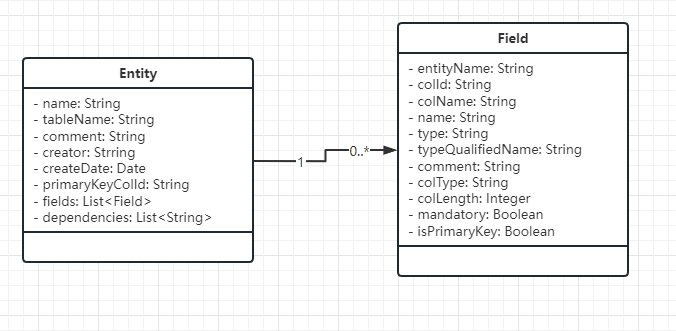 Entity
- name: String
- tableName: String
- comment: String
- creator: Strring
- createDate: Date
- primaryKeyColId: String
- fields: List<Field>
- dependencies: List<String>
1
0..*
Field
- entityName: String
- colId: String
- colName: String
- name: String
- type: String
- typeQualifiedName: String
- comment: String
- colType: String
- colLength: Integer
- mandatory: Boolean
- isPrimaryKey: Boolean